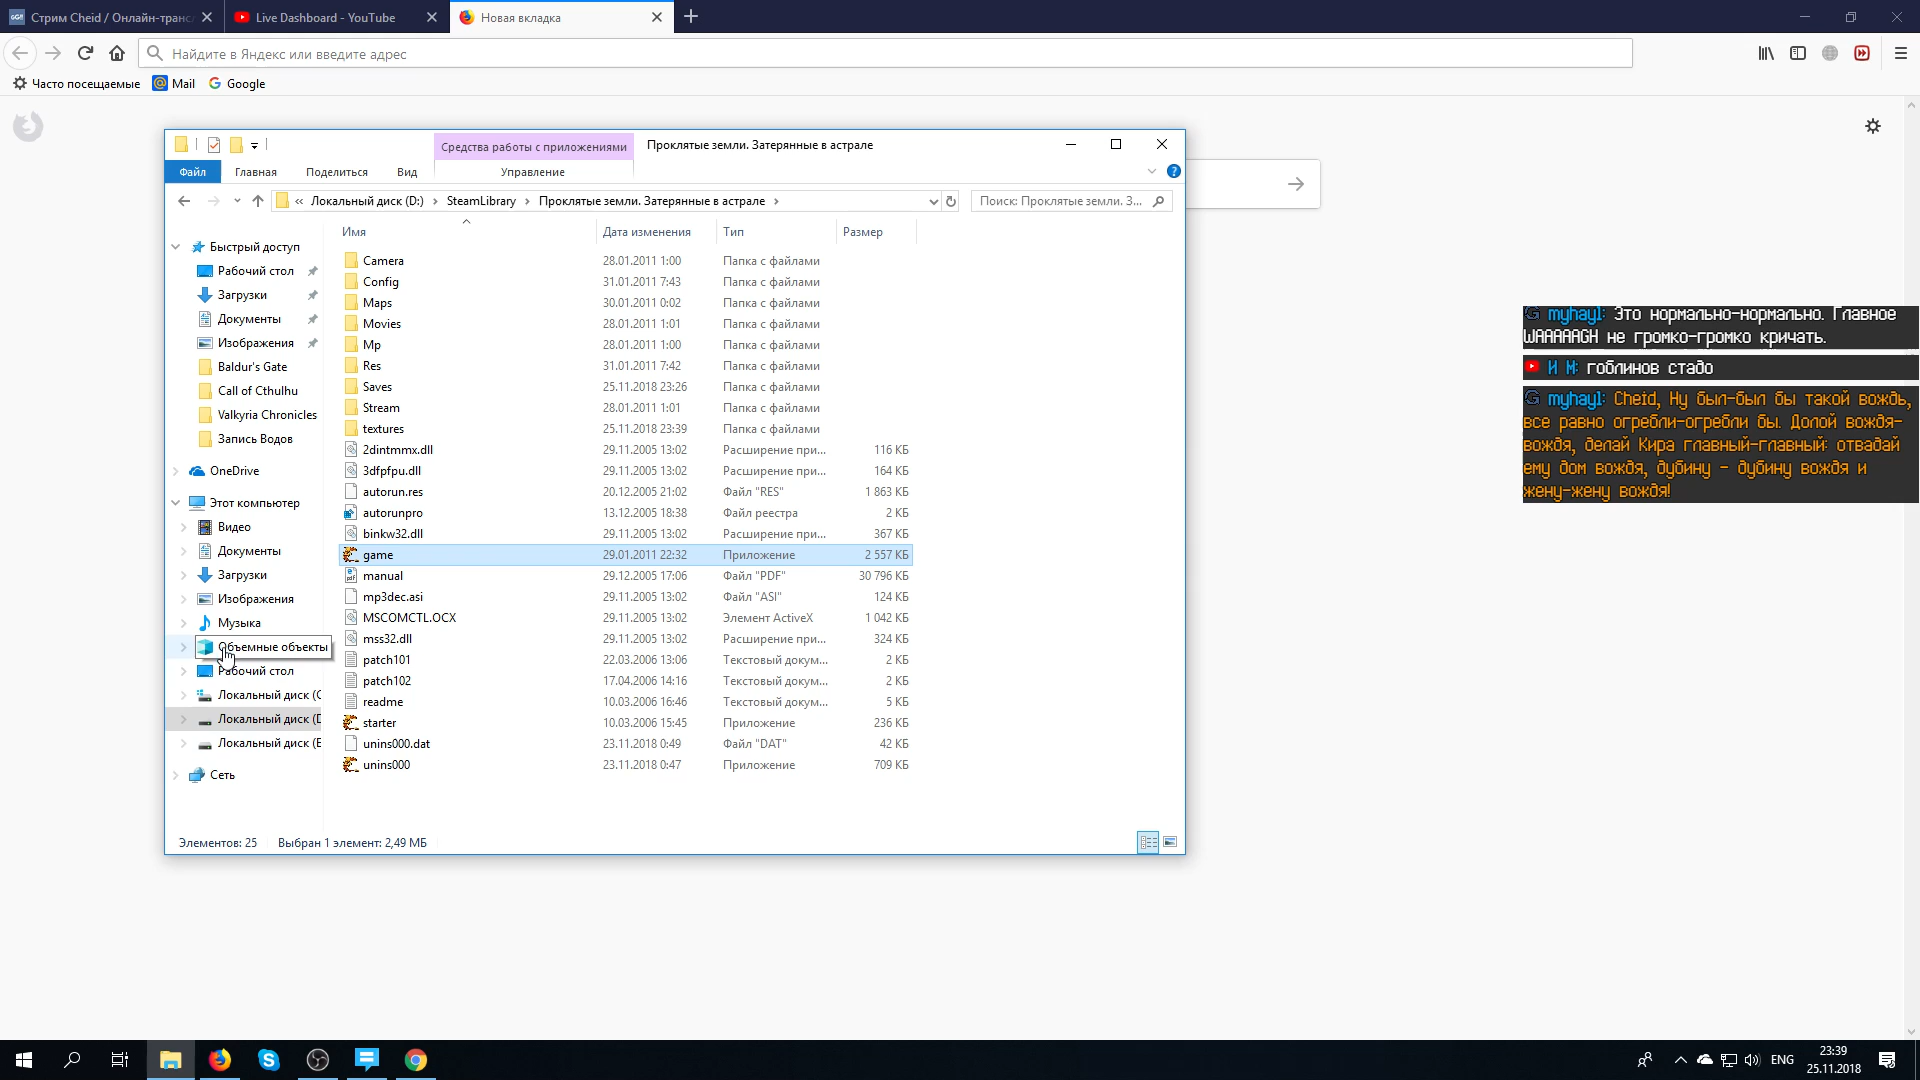 Стрим Cheid / Онлайн-транс
Live Dashboard - YouTube
Новая вкладка
Найдите в Яндекс или введите адрес
Часто посещаемые
Mail
Google
Средства работы с приложениями
Проклятые земли. Затерянные в астрале
Файл
Главная
Поделиться
Вид
Управление
« Локальный диск (D:) › SteamLibrary › Проклятые земли. Затерянные в астрале ›
Поиск: Проклятые земли. З...
Имя
Дата изменения
Тип
Размер
Быстрый доступ
Рабочий стол
Загрузки
Документы
Изображения
Baldur's Gate
Call of Cthulhu
Valkyria Chronicles
Запись Водов
OneDrive
Этот компьютер
Видео
Документы
Загрузки
Изображения
Музыка
Объемные объекты
Рабочий стол
Локальный диск (C
Локальный диск (D
Локальный диск (E
Сеть
Camera 28.01.2011 1:00 Папка с файлами
Config 31.01.2011 7:43 Папка с файлами
Maps 30.01.2011 0:02 Папка с файлами
Movies 28.01.2011 1:01 Папка с файлами
Mp 28.01.2011 1:00 Папка с файлами
Res 31.01.2011 7:42 Папка с файлами
Saves 25.11.2018 23:26 Папка с файлами
Stream 28.01.2011 1:01 Папка с файлами
textures 25.11.2018 23:39 Папка с файлами
2dintmmx.dll 29.11.2005 13:02 Расширение при... 116 КБ
3dfpfpu.dll 29.11.2005 13:02 Расширение при... 164 КБ
autorun.res 20.12.2005 21:02 Файл "RES" 1 863 КБ
autorunpro 13.12.2005 18:38 Файл реестра 2 КБ
binkw32.dll 29.11.2005 13:02 Расширение при... 367 КБ
game 29.01.2011 22:32 Приложение 2 557 КБ
manual 29.12.2005 17:06 Файл "PDF" 30 796 КБ
mp3dec.asi 29.11.2005 13:02 Файл "ASI" 124 КБ
MSCOMCTL.OCX 29.11.2005 13:02 Элемент ActiveX 1 042 КБ
mss32.dll 29.11.2005 13:02 Расширение при... 324 КБ
patch101 22.03.2006 13:06 Текстовый докум... 2 КБ
patch102 17.04.2006 14:16 Текстовый докум... 2 КБ
readme 10.03.2006 16:46 Текстовый докум... 5 КБ
starter 10.03.2006 15:45 Приложение 236 КБ
unins000.dat 23.11.2018 0:49 Файл "DAT" 42 КБ
unins000 23.11.2018 0:47 Приложение 709 КБ
Элементов: 25
Выбран 1 элемент: 2,49 МБ
myhayl: Это нормально-нормально. Главное
WAAAAAGH не громко-громко кричать.
И М: гоблинов стадо
myhayl: Cheid, Ну был-был бы такой вождь,
все равно огребли-огребли бы. Долой вождя-
вождя, делай Кира главный-главный: отвадай
ему дом вождя, дубину - дубину вождя и
жену-жену вождя!
ENG
23:39
25.11.2018